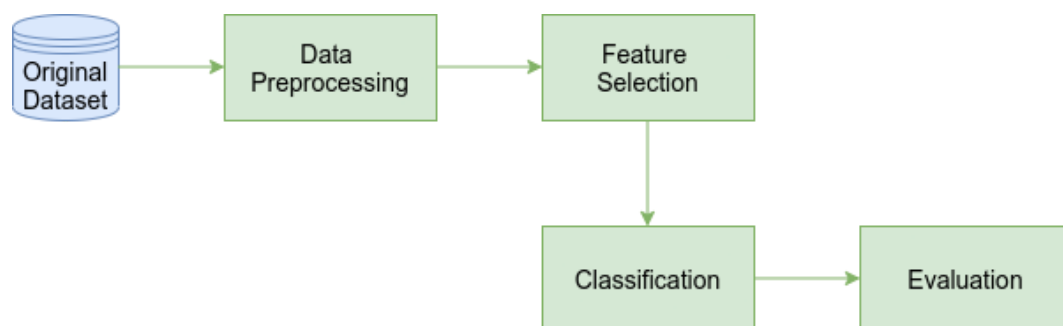 Original
Dataset
Data
Preprocessing
Feature
Selection
Classification
Evaluation